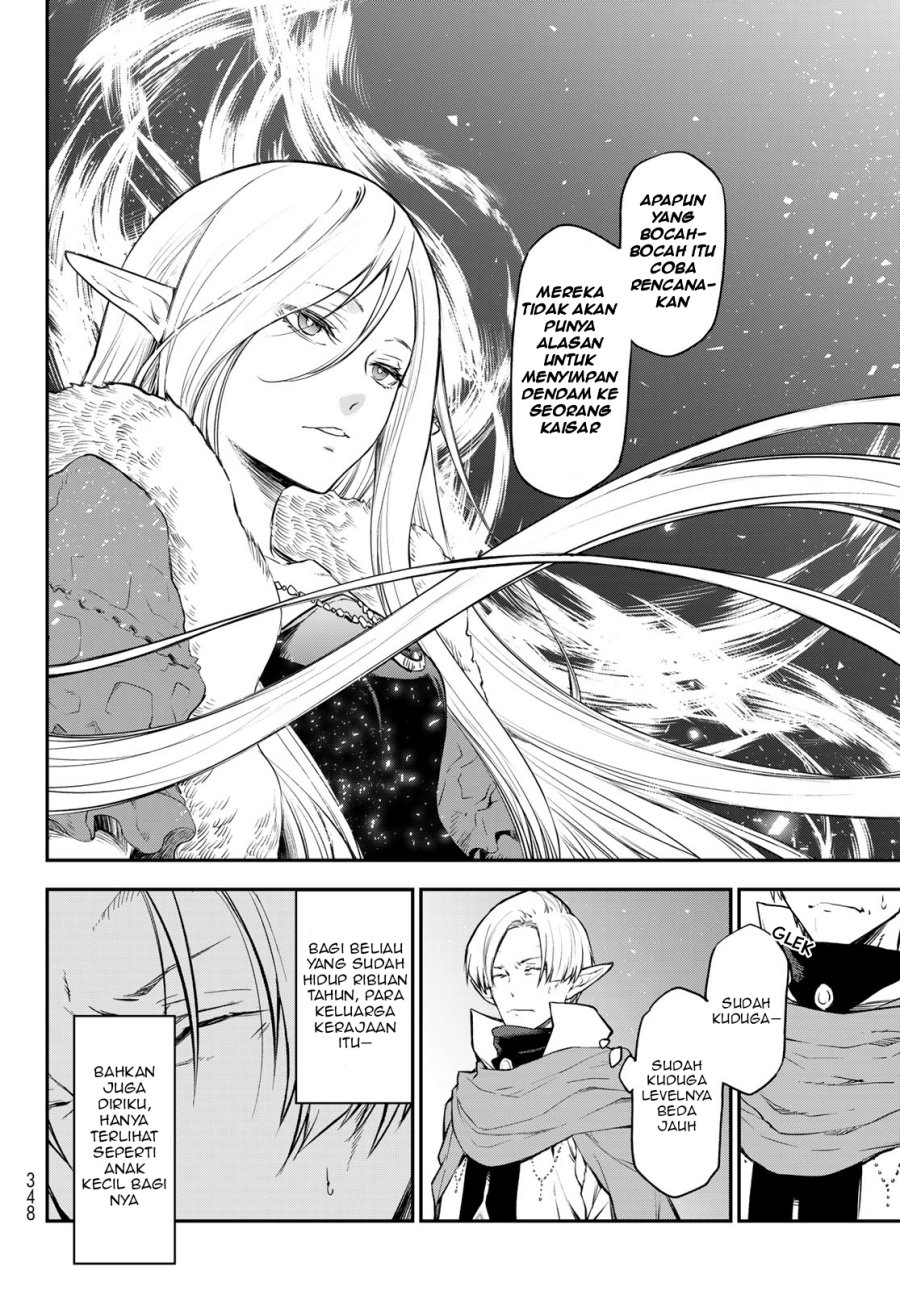 APAPUN
YANG
BOCAH-
BOCAH ITU
COBA
RENCANA-
KAN
MEREKA
TIDAK AKAN
PUNYA
ALASAN
UNTUK
MENYIMPAN
DENDAM KE
SEORANG
KAISAR
GLEK
SUDAH
KUDUGA-
SUDAH
KUDUGA
LEVELNYA
BEDA
JAUH
BAGI BELIAU
YANG SUDAH
HIDUP RIBUAN
TAHUN, PARA
KELUARGA
KERAJAAN
ITU-
BAHKAN
JUGA
DIRIKU,
HANYA
TERLIHAT
SEPERTI
ANAK
KECIL BAGI
NYA
348